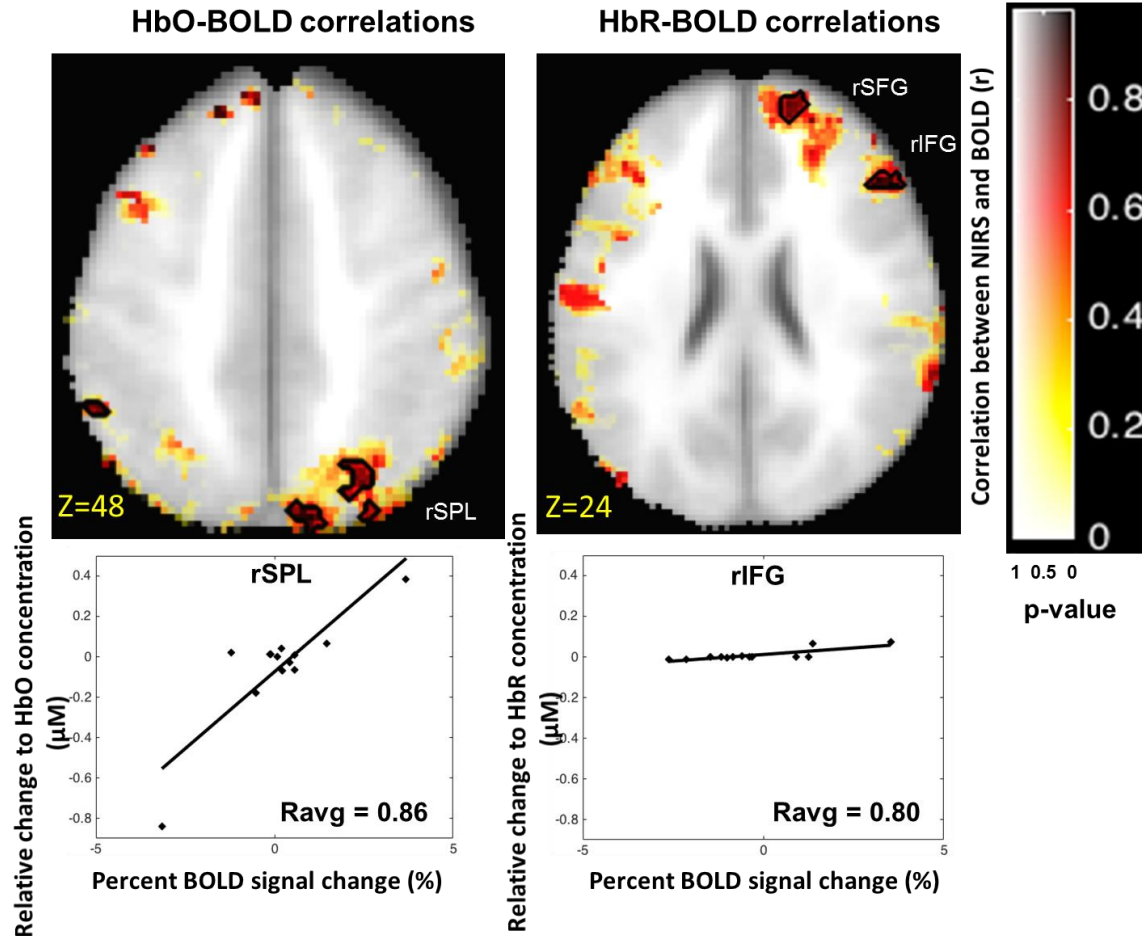 HbO-BOLD correlations
HbR-BOLD correlations
rSFG
rIFG
Z=48
rSPL
Z=24
Correlation between NIRS and BOLD (r)
0.8
0.6
0.4
0.2
0
1 0.5 0
p-value
Relative change to HbO concentration
(µM)
rSPL
0.4
0.2
0
-0.2
-0.4
-0.6
-0.8
-5
0
5
Ravg = 0.86
Percent BOLD signal change (%)
Relative change to HbR concentration
(µM)
rIFG
0.4
0.2
0
-0.2
-0.4
-0.6
-0.8
-5
0
5
Ravg = 0.80
Percent BOLD signal change (%)